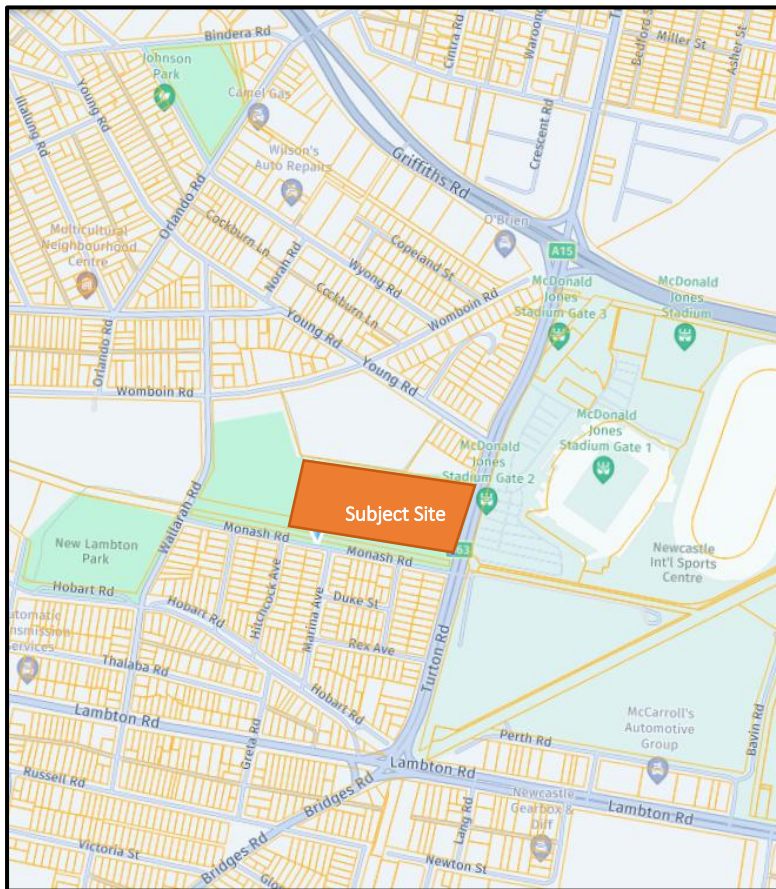 Bindera Rd
Johnson
Park
Young Rd
Illalung Rd
Camel Gas
Cintra Rd
Bedford St
Miller St
Asher St
Crescent Rd
Griffiths Rd
Wilson's
Auto Repairs
O'Brien
A15
Orlando Rd
Multicultural
Neighbourhood
Centre
Cockburn Ln
Norah Rd
Copeland St
Wyong Rd
Cockburn Ln
Womboin Rd
McDonald
Jones
Stadium Gate 3
McDonald
Jones
Stadium
Young Rd
Young Rd
Orlando Rd
Womboin Rd
McDonald
Jones
Stadium Gate 1
McDonald
Jones
Stadium Gate 2
Subject Site
Wallarah Rd
New Lambton
Park
Monash Rd
Monash Rd
63
Newcastle
Int'l Sports
Centre
Hobart Rd
Hobart Rd
Hitchcock Ave
Marina Ave
Duke St
Rex Ave
Turton Rd
utomatic
nsmission
ervices
Thalaba Rd
Hobart Rd
Lambton Rd
Greta Rd
Lambton Rd
Perth Rd
McCarroll's
Automotive
Group
Bavin Rd
Russell Rd
Bridges Rd
Bridges Rd
Lang Rd
Newcastle
Gearbox &
Diff
Lambton Rd
Victoria St
Newton St